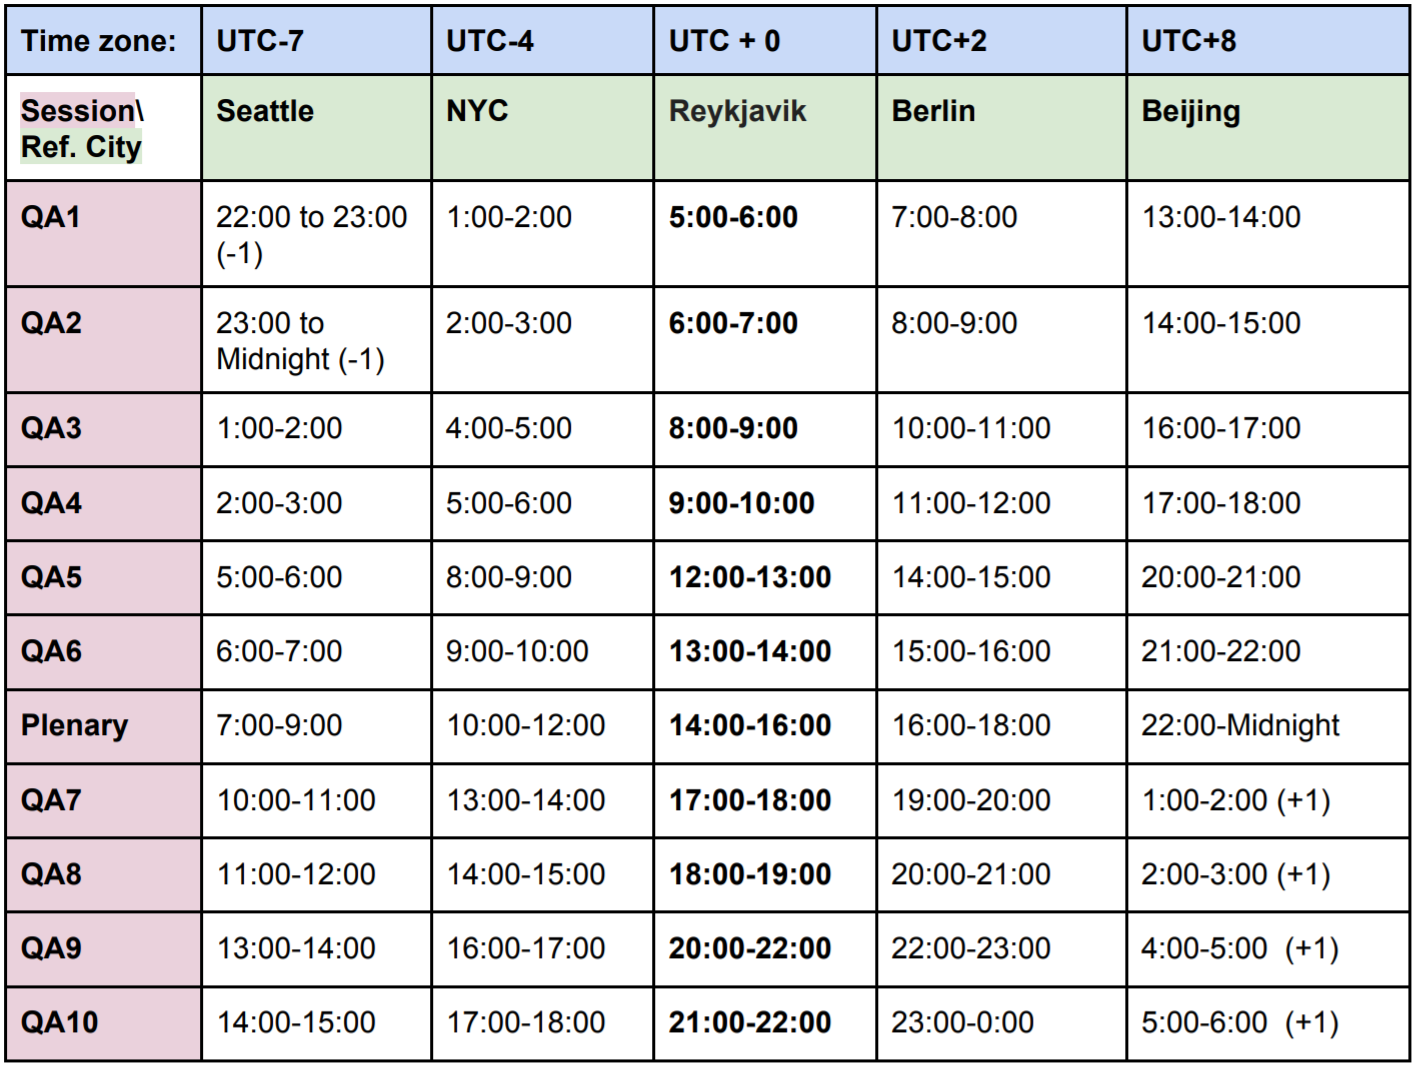 Time zone: UTC-7 UTC-4 UTC + 0 UTC+2 UTC+8
Session\ Seattle NYC Reykjavik Berlin Beijing
Ref. City
QA1 22:00 to 23:00 1:00-2:00 5:00-6:00 7:00-8:00 13:00-14:00
(-1)
QA2 23:00 to 2:00-3:00 6:00-7:00 8:00-9:00 14:00-15:00
Midnight (-1)
QA3 1:00-2:00 4:00-5:00 8:00-9:00 10:00-11:00 16:00-17:00
QA4 2:00-3:00 5:00-6:00 9:00-10:00 11:00-12:00 17:00-18:00
QA5 5:00-6:00 8:00-9:00 12:00-13:00 14:00-15:00 20:00-21:00
QA6 6:00-7:00 9:00-10:00 13:00-14:00 15:00-16:00 21:00-22:00
Plenary 7:00-9:00 10:00-12:00 14:00-16:00 16:00-18:00 22:00-Midnight
QA7 10:00-11:00 13:00-14:00 17:00-18:00 19:00-20:00 1:00-2:00 (+1)
QA8 11:00-12:00 14:00-15:00 18:00-19:00 20:00-21:00 2:00-3:00 (+1)
QA9 13:00-14:00 16:00-17:00 20:00-22:00 22:00-23:00 4:00-5:00 (+1)
QA10 14:00-15:00 17:00-18:00 21:00-22:00 23:00-0:00 5:00-6:00 (+1)